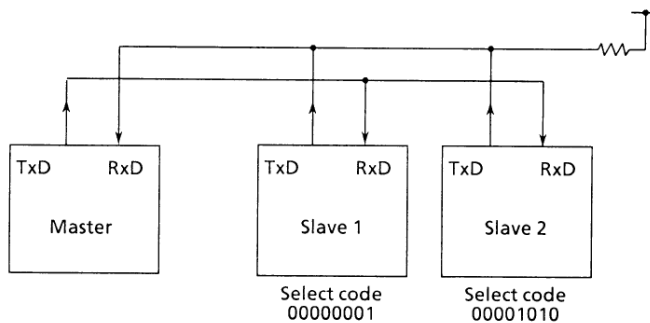 TxD RxD TxD RxD TxD RxD
Master Slave 1 Slave 2
Select code Select code
00000001 00001010